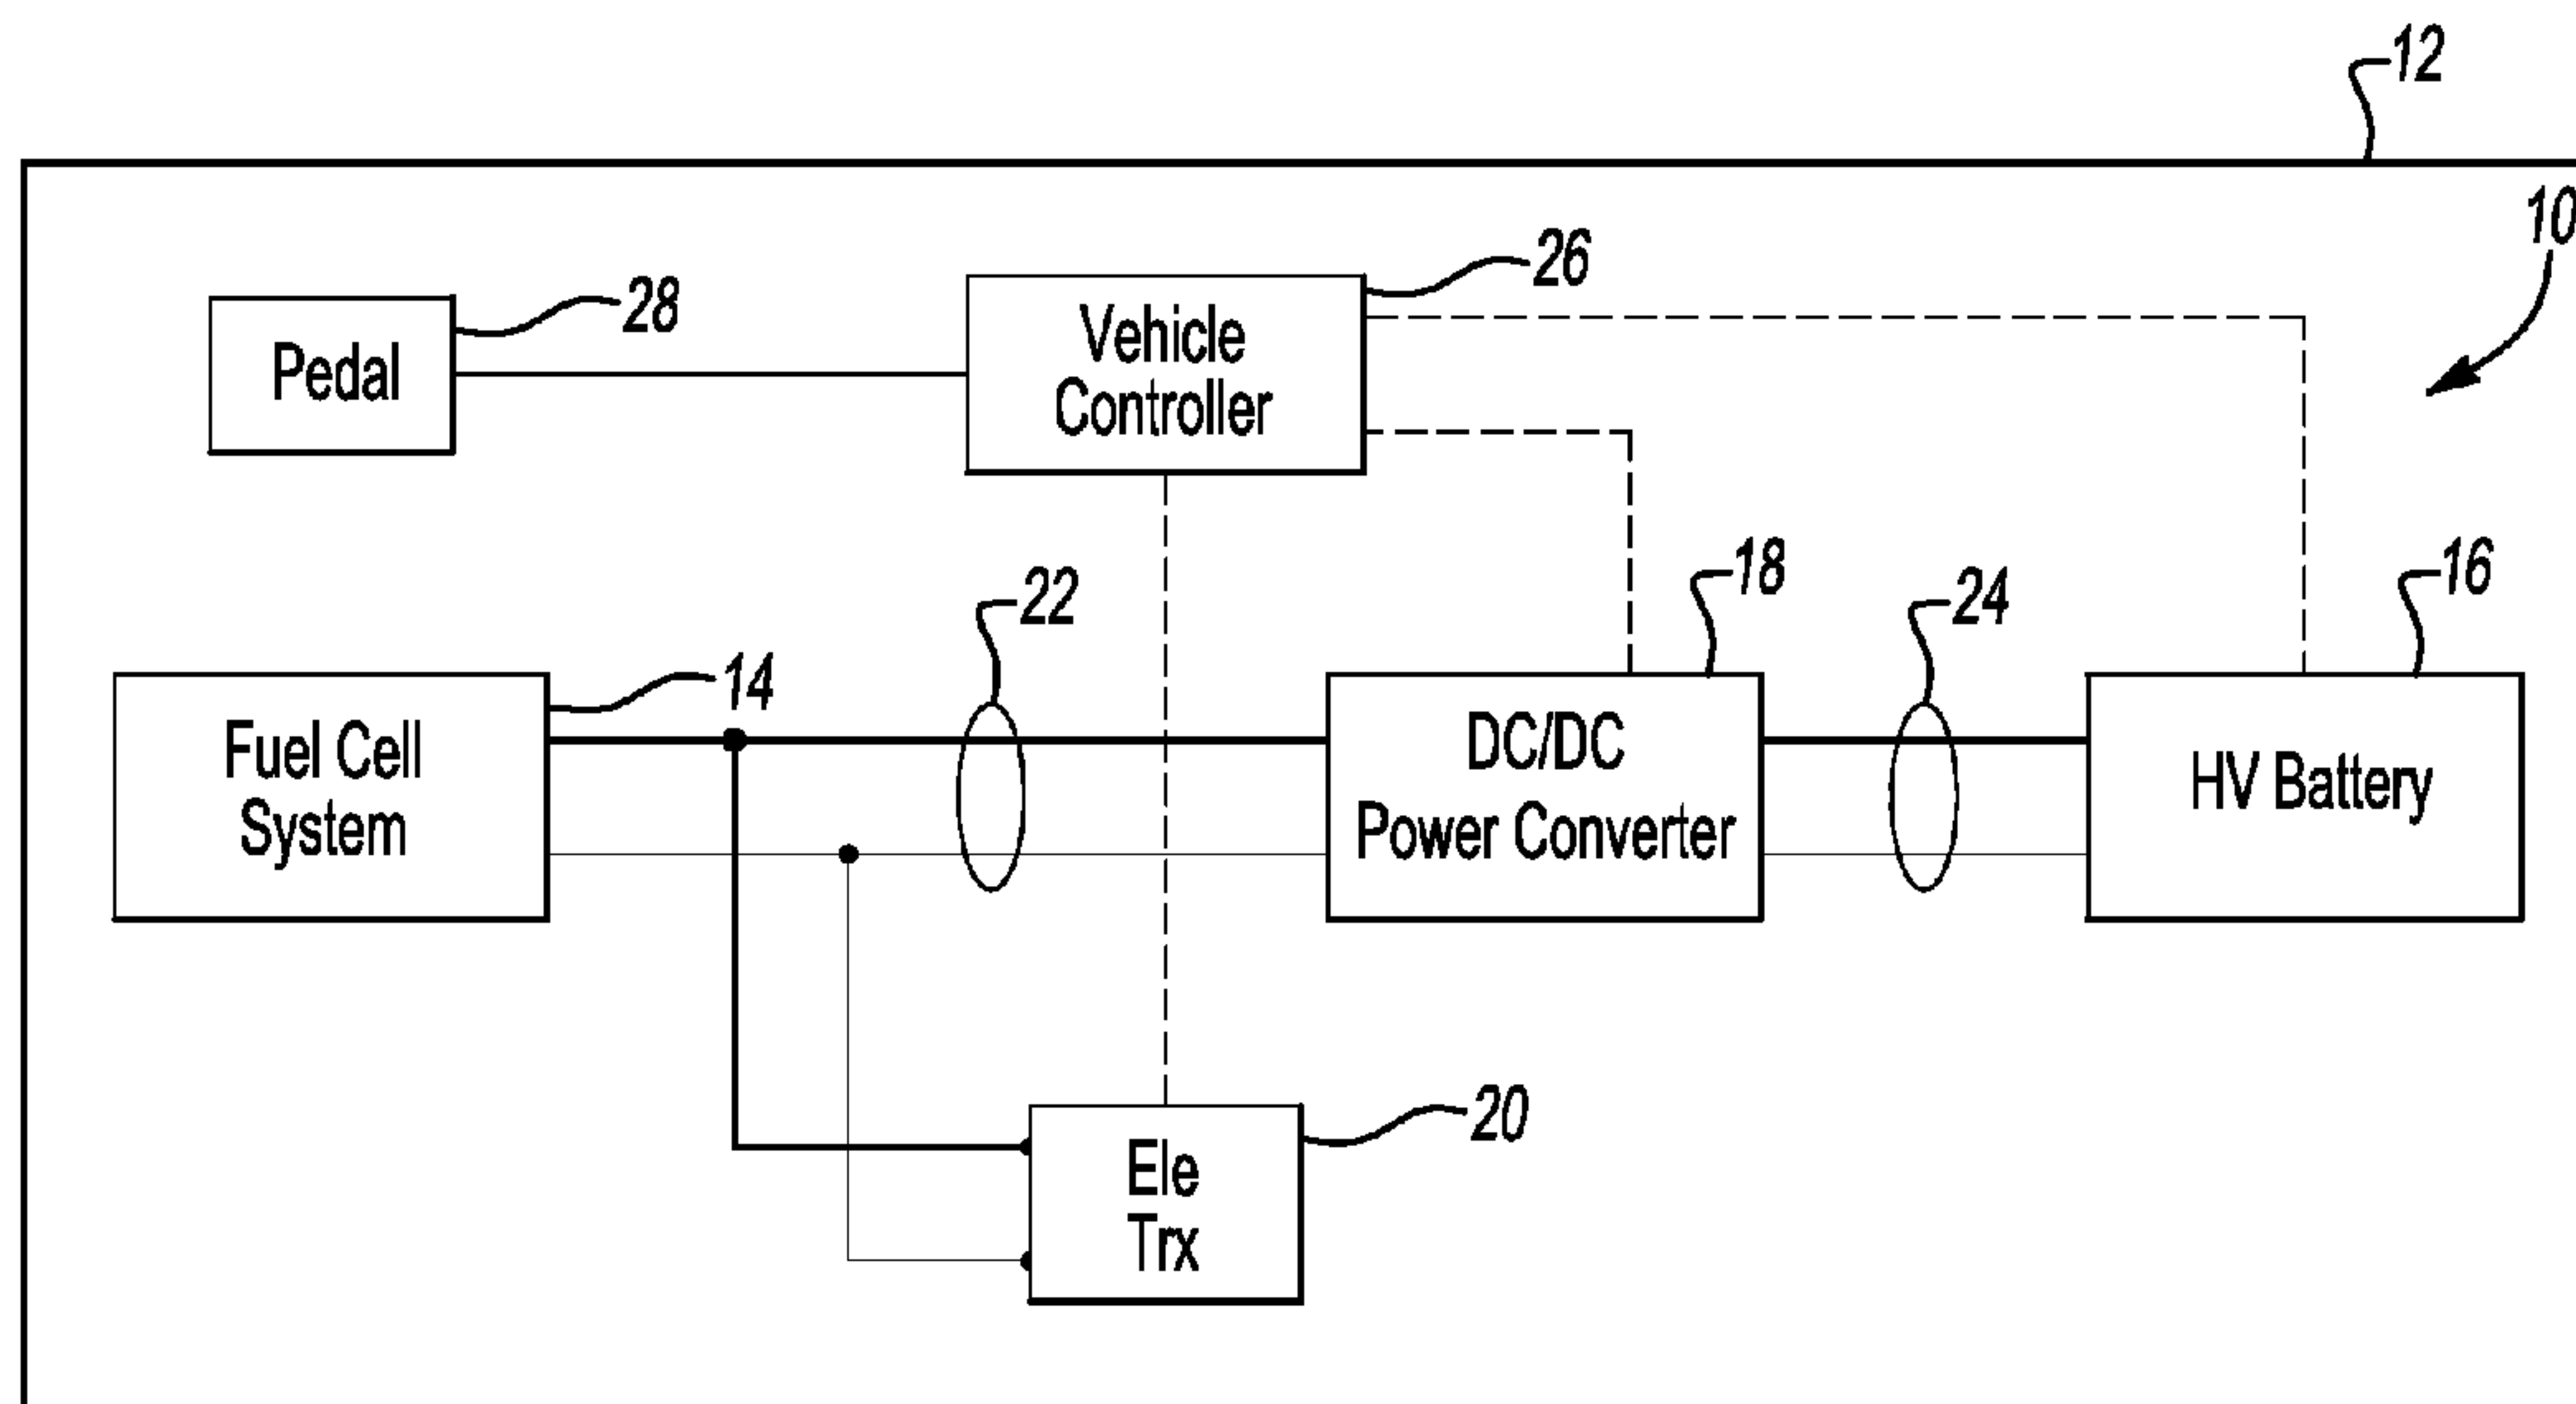 12
10
28
Pedal
26
Vehicle
Controller
22
18
24
16
14
Fuel Cell
System
DC/DC
Power Converter
HV Battery
20
Ele
Trx